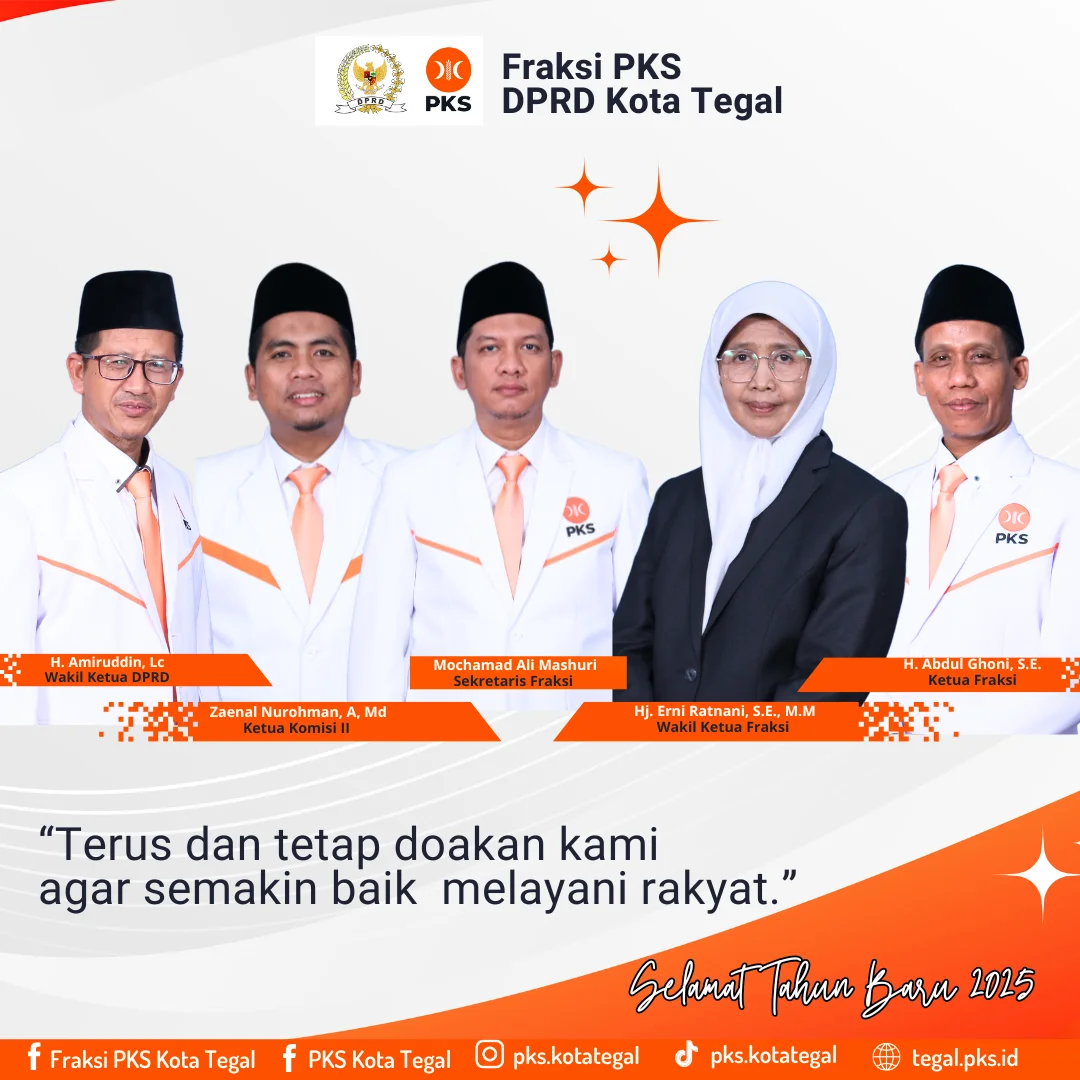 DPRD
PKS
Fraksi PKS
DPRD Kota Tegal
PKS
PKS
H. Amiruddin, Lc
Wakil Ketua DPRD
Zaenal Nurohman, A, Md
Ketua Komisi II
Mochamad Ali Mashuri
Sekretaris Fraksi
Hj. Erni Ratnani, S.E., M.M
Wakil Ketua Fraksi
H. Abdul Ghoni, S.E.
Ketua Fraksi
“Terus dan tetap doakan kami
agar semakin baik  melayani rakyat.”
Selamat Tahun Baru 2025
Fraksi PKS Kota Tegal
PKS Kota Tegal
pks.kotategal
pks.kotategal
tegal.pks.id